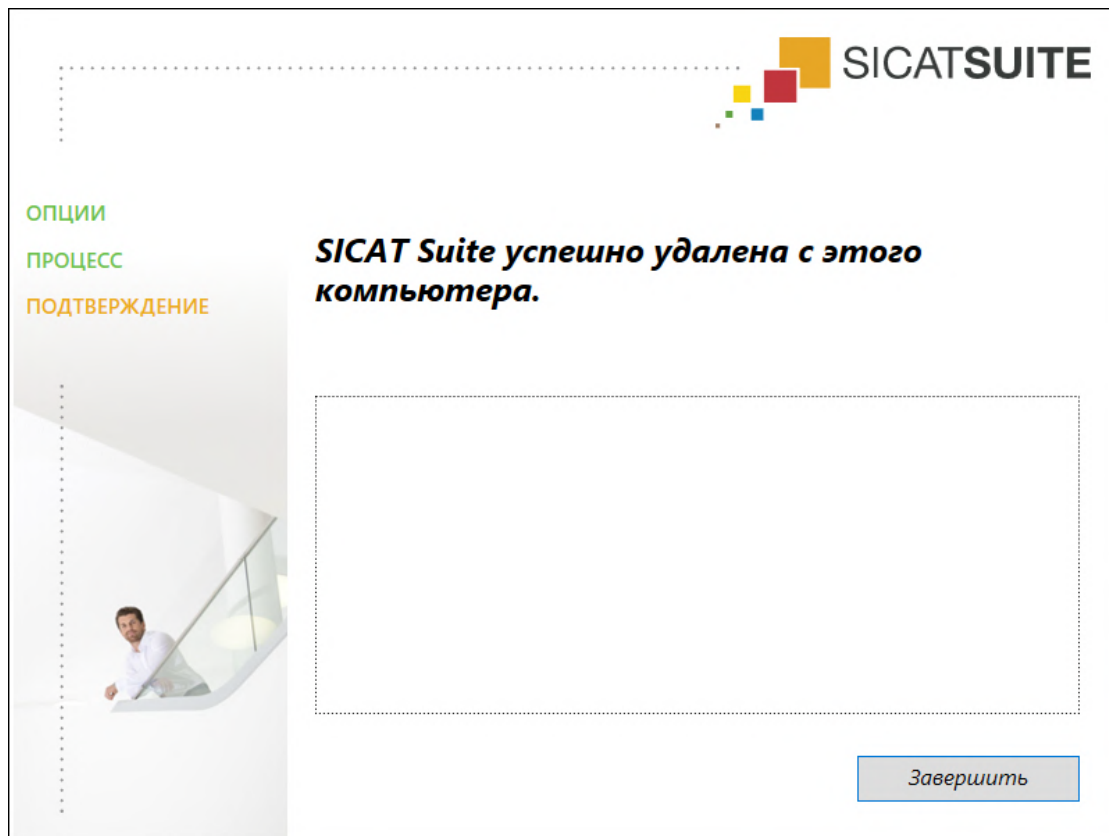 SICATSUITE
ОПЦИИ
ПРОЦЕСС
ПОДТВЕРЖДЕНИЕ
SICAT Suite успешно удалена с этого
компьютера.
Завершить